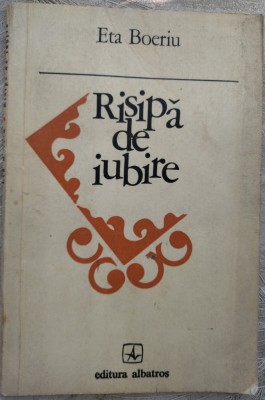 Eta Boeriu
Risipă
de
iubire
editura albatros